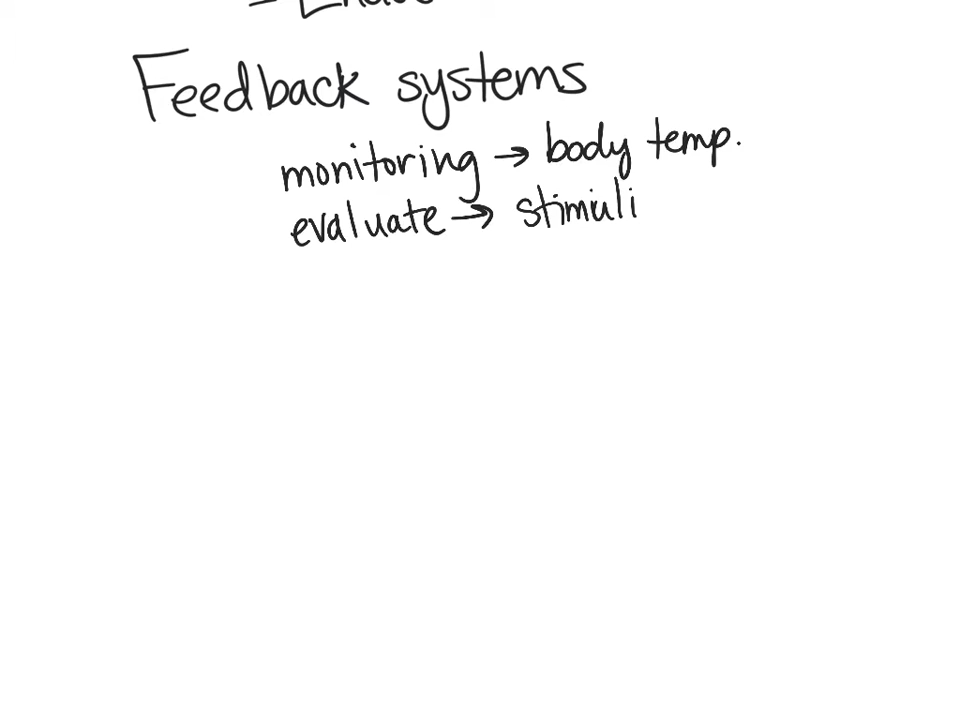 Feedback systems
monitoring → body temp.
evaluate → stimuli